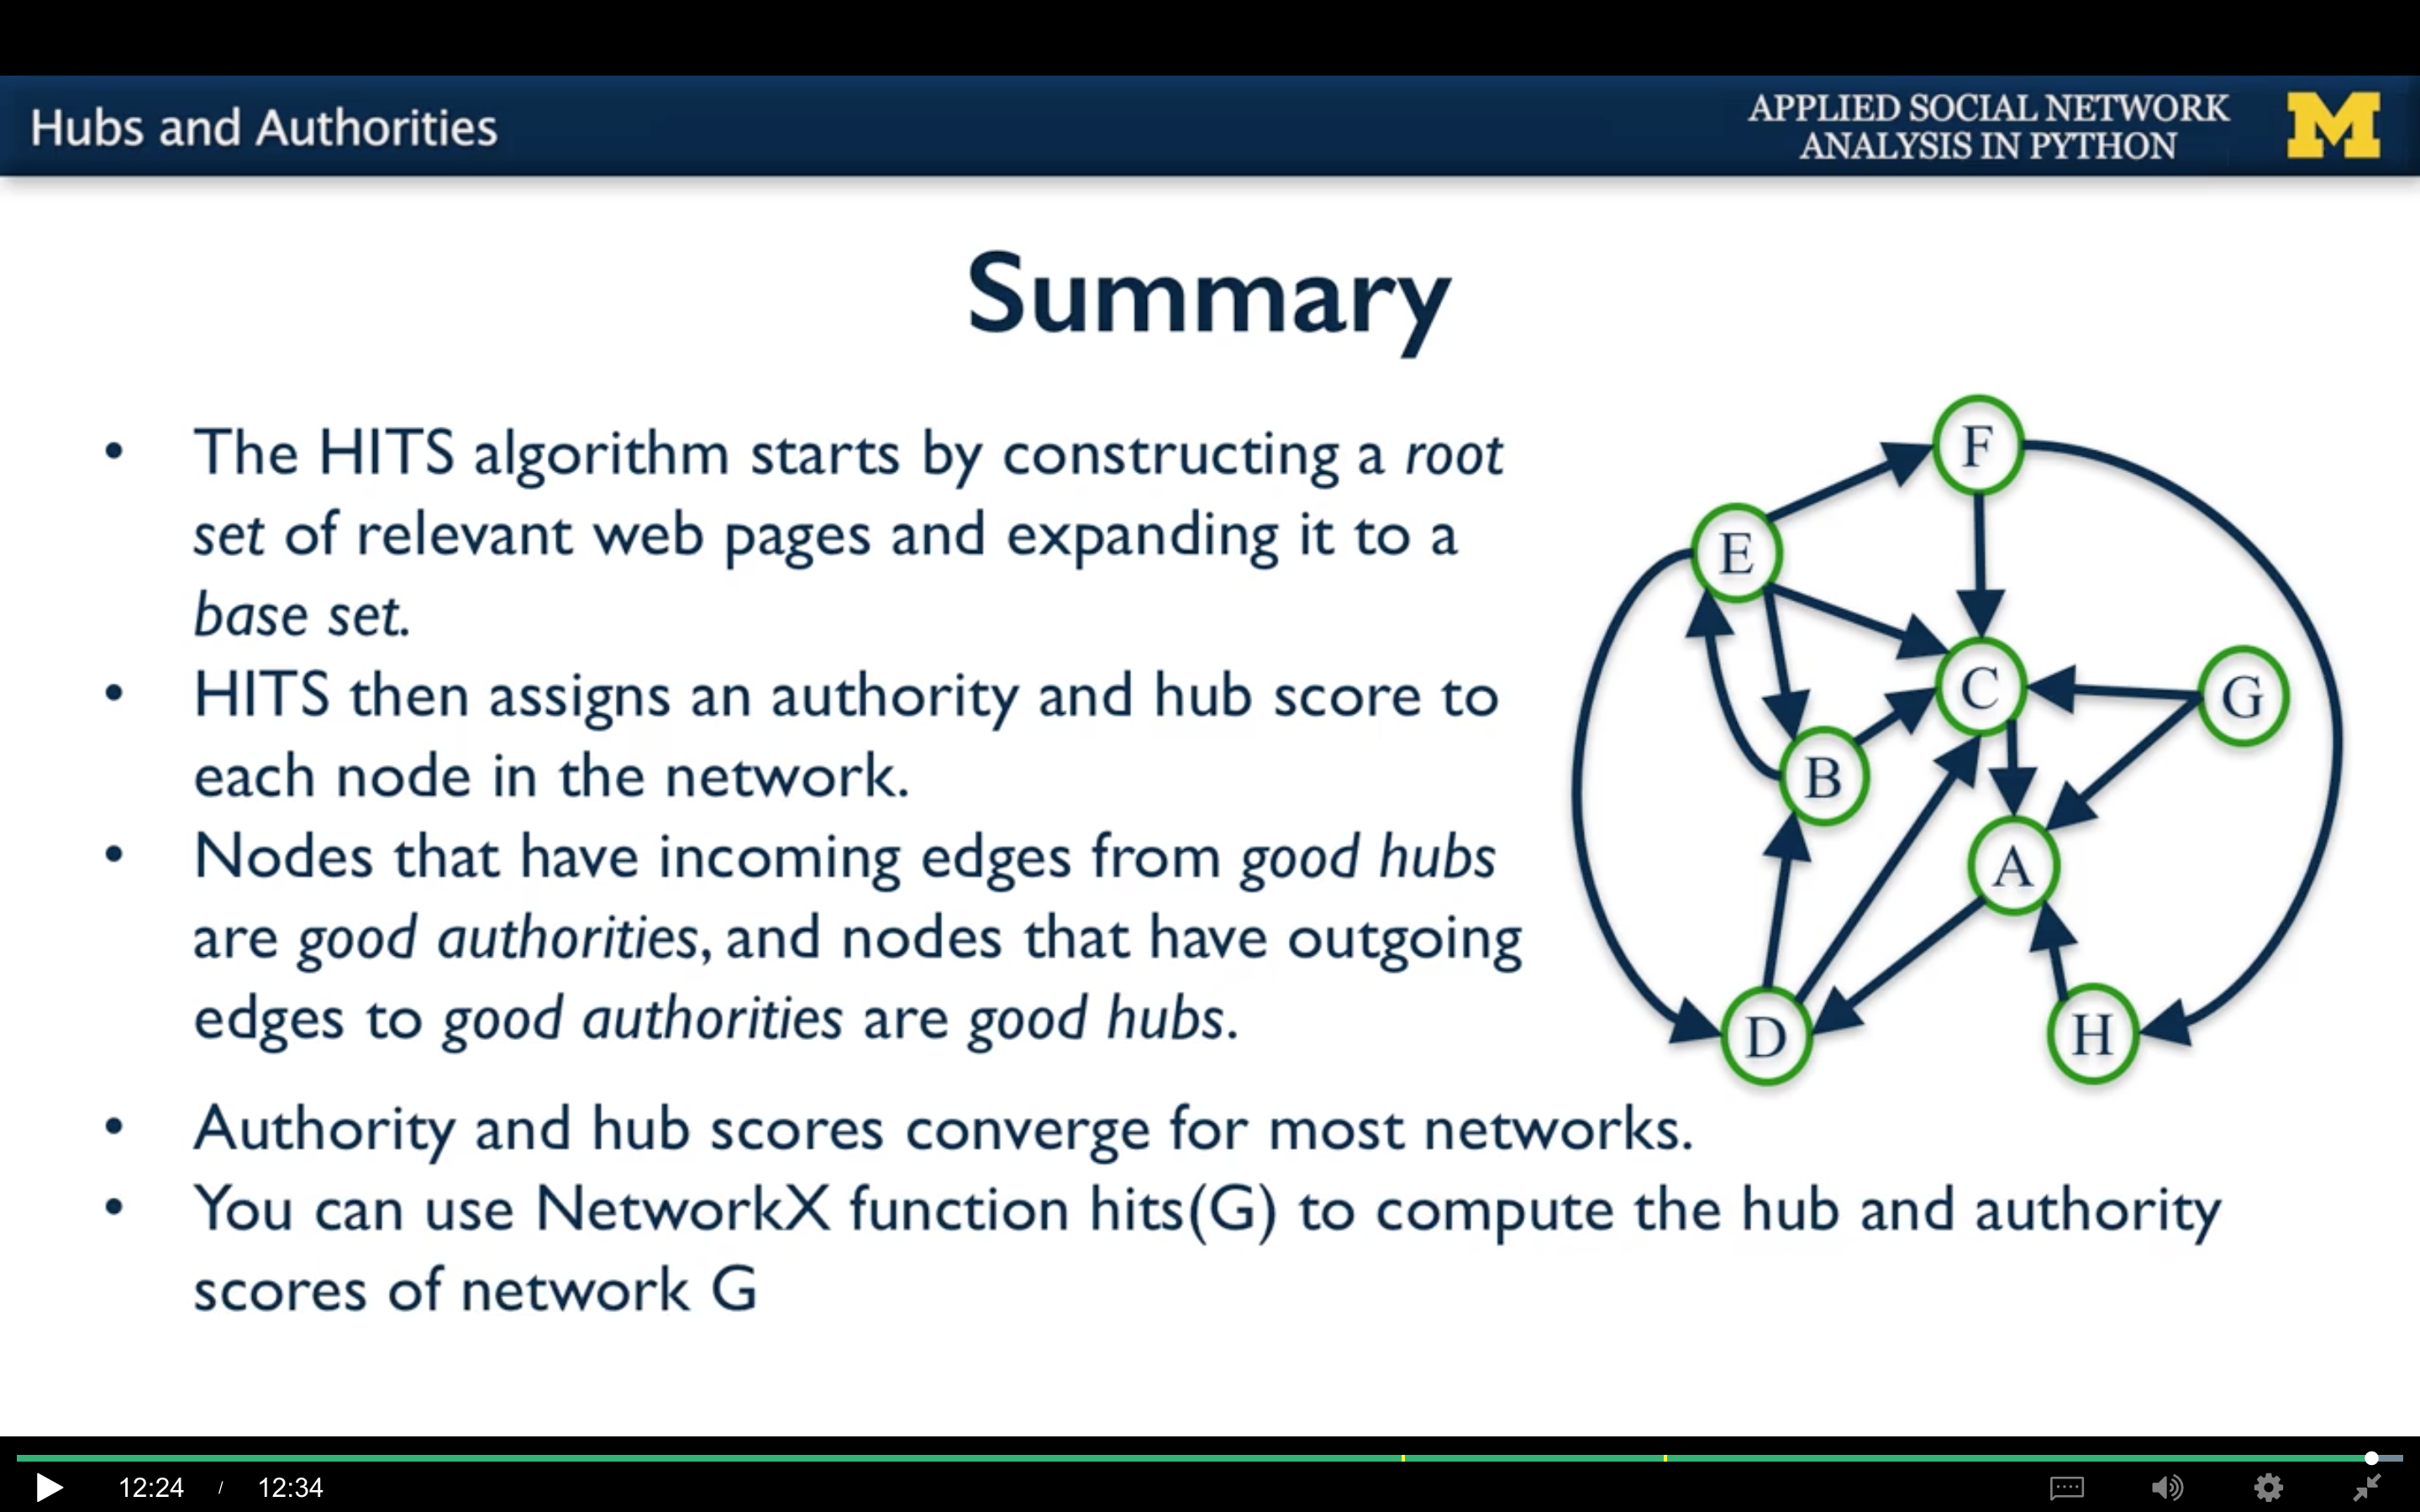 Hubs and Authorities
APPLIED SOCIAL NETWORK
ANALYSIS IN PYTHON
M
Summary
• The HITS algorithm starts by constructing a root
set of relevant web pages and expanding it to a
base set.
• HITS then assigns an authority and hub score to
each node in the network.
• Nodes that have incoming edges from good hubs
are good authorities, and nodes that have outgoing
edges to good authorities are good hubs.
• Authority and hub scores converge for most networks.
• You can use NetworkX function hits(G) to compute the hub and authority
scores of network G
F
E
C
G
B
A
D
H
12:24 / 12:34